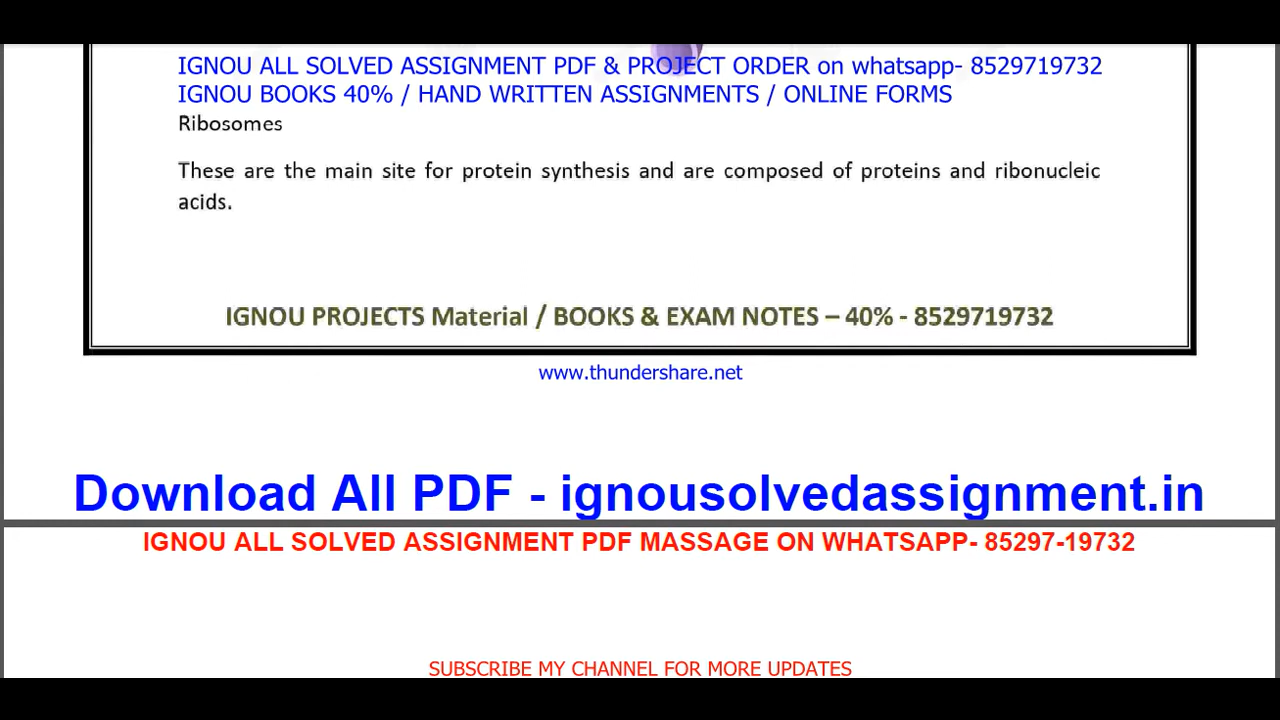 IGNOU ALL SOLVED ASSIGNMENT PDF & PROJECT ORDER on whatsapp- 8529719732
IGNOU BOOKS 40% / HAND WRITTEN ASSIGNMENTS / ONLINE FORMS
Ribosomes
These are the main site for protein synthesis and are composed of proteins and ribonucleic
acids.
IGNOU PROJECTS Material / BOOKS & EXAM NOTES – 40% - 8529719732
www.thundershare.net
Download All PDF - ignousolvedassignment.in
IGNOU ALL SOLVED ASSIGNMENT PDF MASSAGE ON WHATSAPP- 85297-19732
SUBSCRIBE MY CHANNEL FOR MORE UPDATES